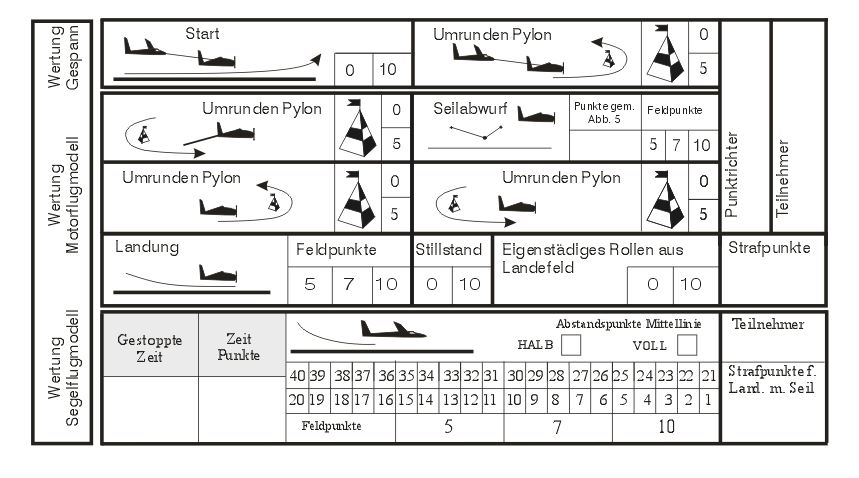 Wertung
Gespann
Start
0 10
Umrunden Pylon
0
5
Wertung
Motorflugmodell
Umrunden Pylon
0
5
Seilabwurf
Punkte gem.
Abb. 5
Feldpunkte
5 7 10
Umrunden Pylon
0
5
Umrunden Pylon
0
5
Punktrichter
Teilnehmer
Landung
Feldpunkte
5 7 10
Stillstand
0 10
Eigenstädiges Rollen aus
Landefeld
0 10
Strafpunkte
Wertung
Segelflugmodell
Gestoppte
Zeit
Zeit
Punkte
Abstandspunkte Mittellinie
HALB VOLL
40 39 38 37 36 35 34 33 32 31 30 29 28 27 26 25 24 23 22 21
20 19 18 17 16 15 14 13 12 11 10 9 8 7 6 5 4 3 2 1
Feldpunkte 5 7 10
Teilnehmer
Strafpunkte f.
Land. m. Seil